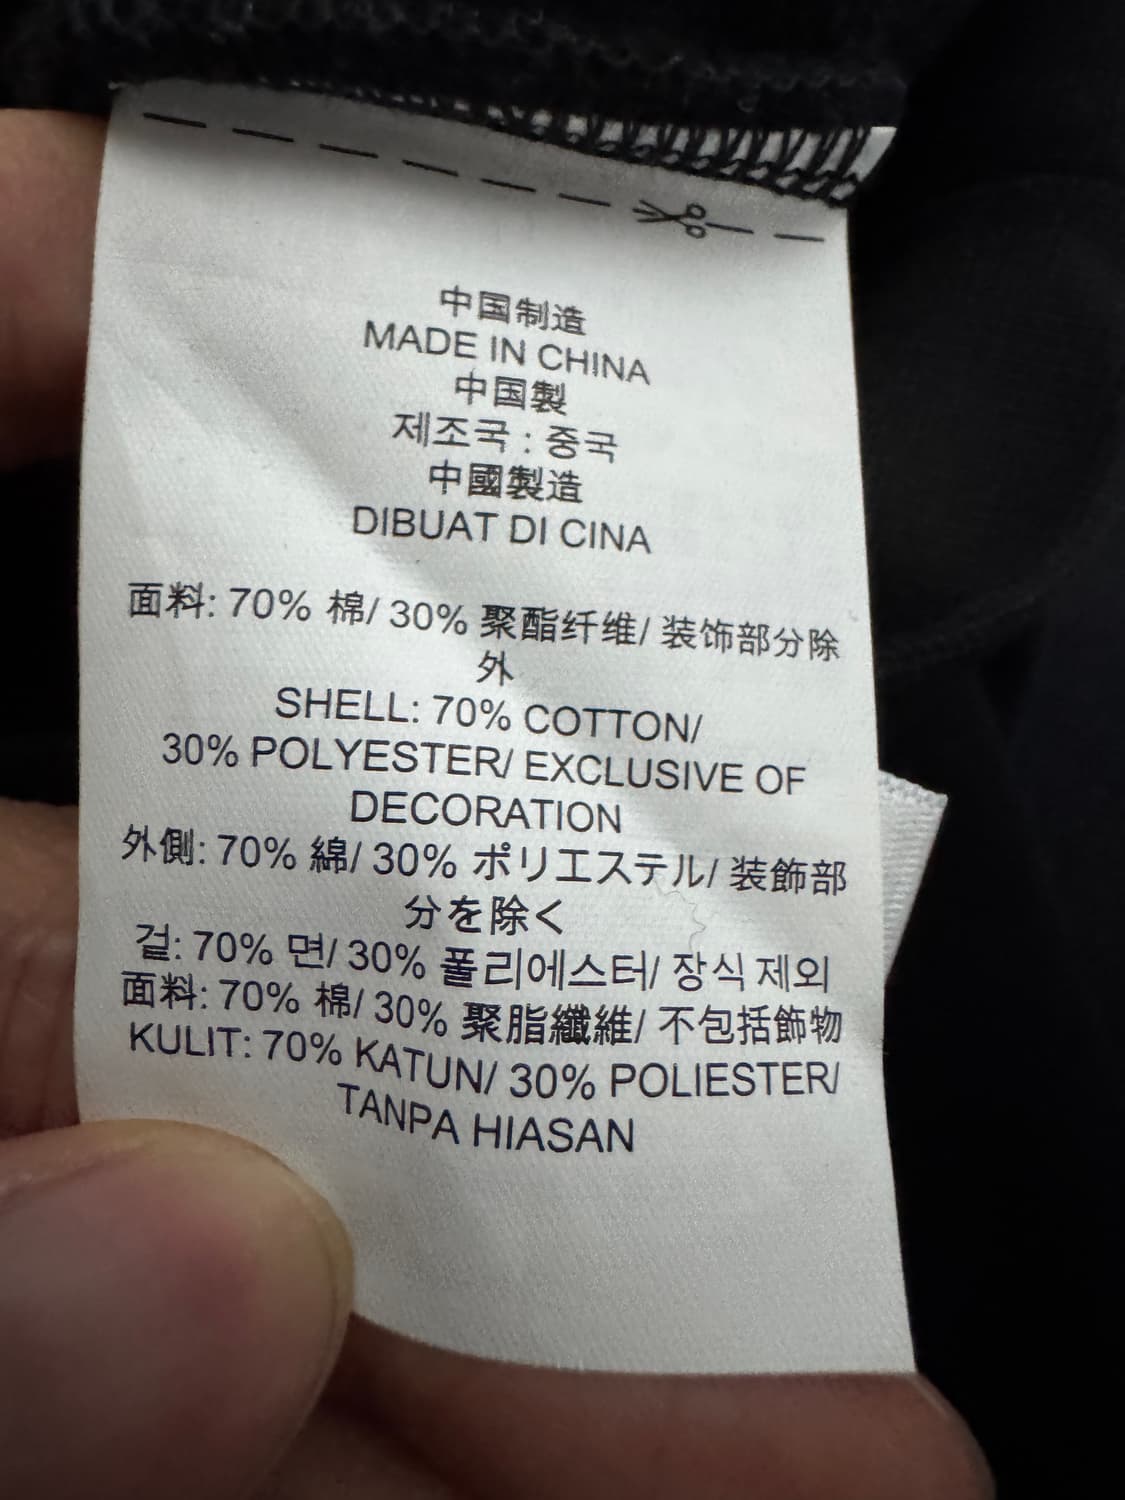 中国制造
MADE IN CHINA
中国製
제조국 : 중국
中國製造
DIBUAT DI CINA
面料: 70% 棉/ 30% 聚酯纤维/ 装饰部分除
外
SHELL: 70% COTTON/
30% POLYESTER/ EXCLUSIVE OF
DECORATION
外側: 70% 綿/ 30% ポリエステル/ 装飾部
分を除く
겉: 70% 면/ 30% 폴리에스터/ 장식 제외
面料: 70% 棉/ 30% 聚脂纖維/ 不包括飾物
KULIT: 70% KATUN/ 30% POLIESTER/
TANPA HIASAN